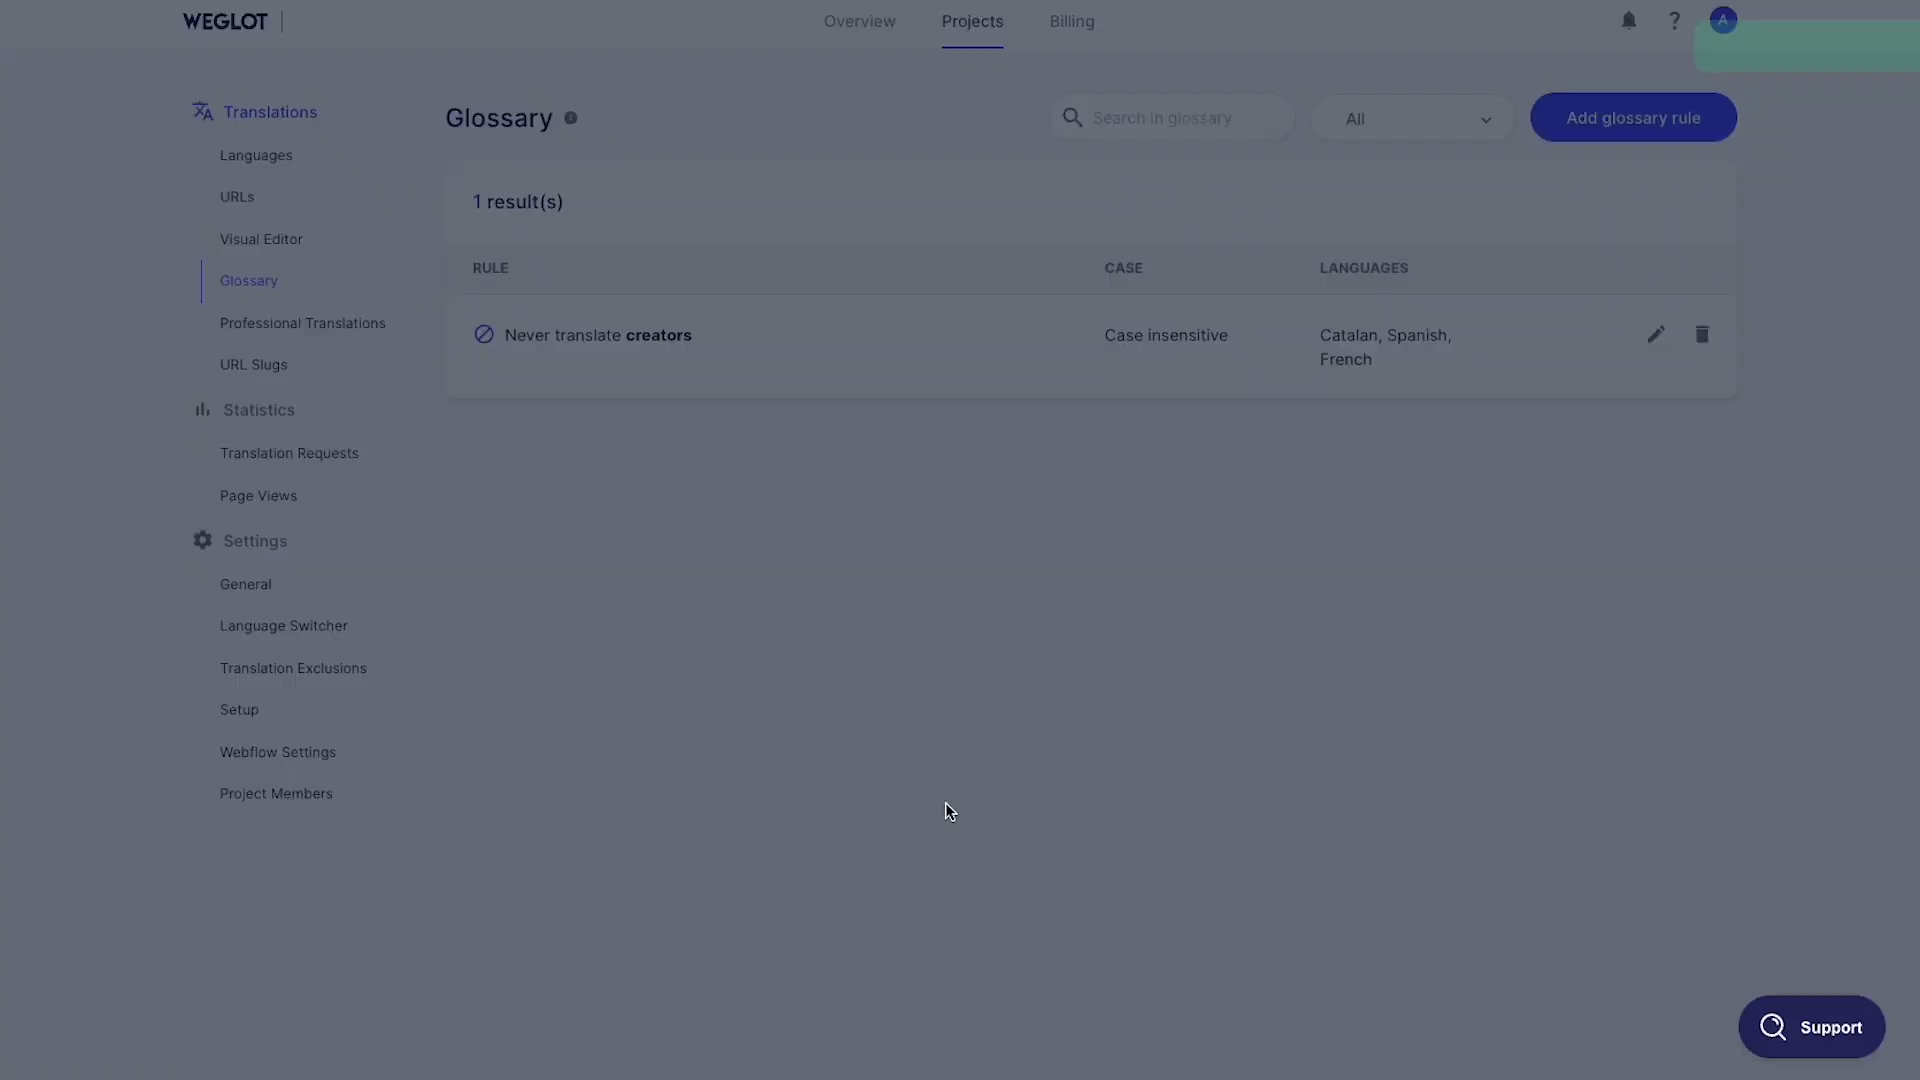 WEGLOT
Overview
Projects
Billing
?
A
Translations
Languages
URLs
Visual Editor
Glossary
Professional Translations
URL Slugs
Statistics
Translation Requests
Page Views
Settings
General
Language Switcher
Translation Exclusions
Setup
Webflow Settings
Project Members
Glossary
Search in glossary
All
Add glossary rule
1 result(s)
RULE CASE LANGUAGES
Never translate creators Case insensitive Catalan, Spanish,
French
Support